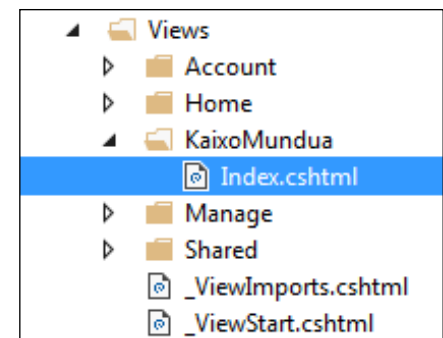 Views
Account
Home
KaixoMundua
Index.cshtml
Manage
Shared
_ViewImports.cshtml
_ViewStart.cshtml